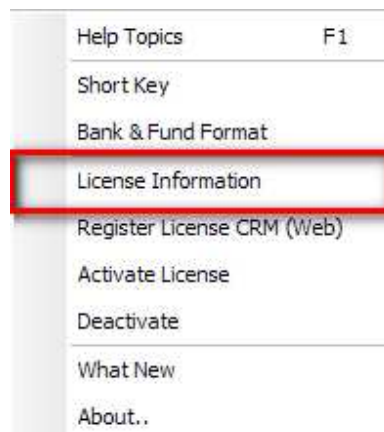 Help Topics F1
Short Key
Bank & Fund Format
License Information
Register License CRM (Web)
Activate License
Deactivate
What New
About..